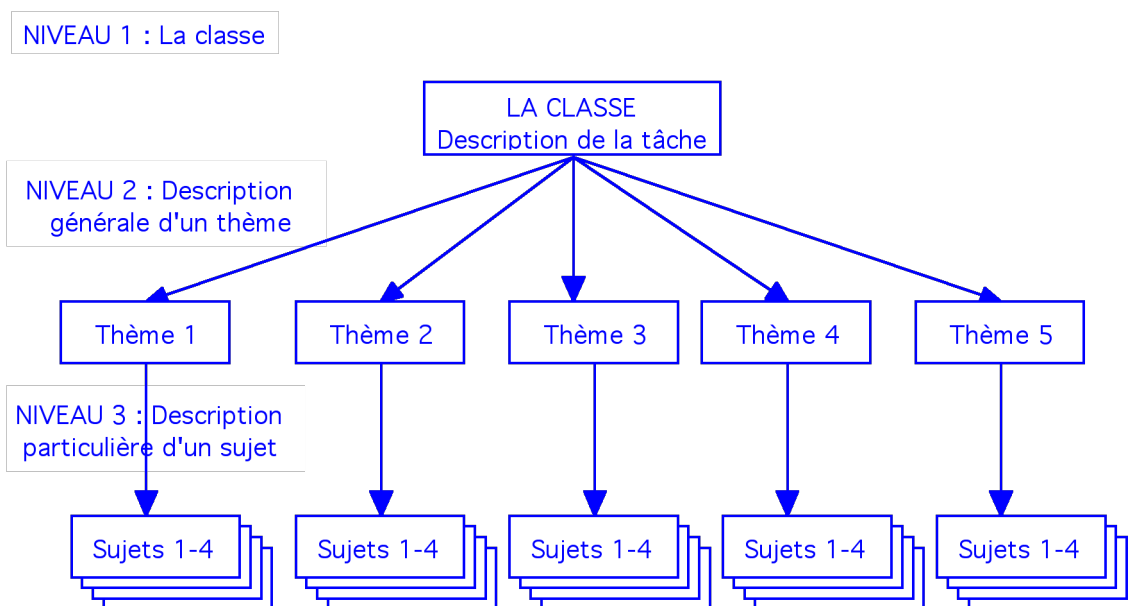 NIVEAU 1 : La classe
LA CLASSE
Description de la tâche
NIVEAU 2 : Description
générale d'un thème
Thème 1
Thème 2
Thème 3
Thème 4
Thème 5
NIVEAU 3 : Description
particulière d'un sujet
Sujets 1-4
Sujets 1-4
Sujets 1-4
Sujets 1-4
Sujets 1-4